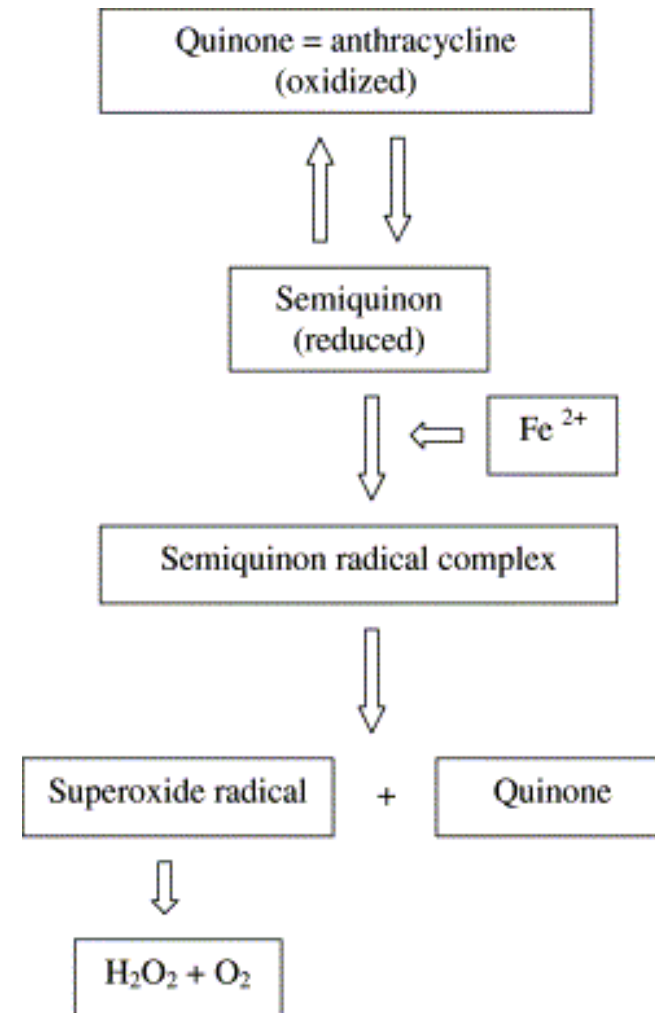 Quinone = anthracycline
(oxidized)
Semiquinon
(reduced)
Fe 2+
Semiquinon radical complex
Superoxide radical + Quinone
H₂O₂ + O₂